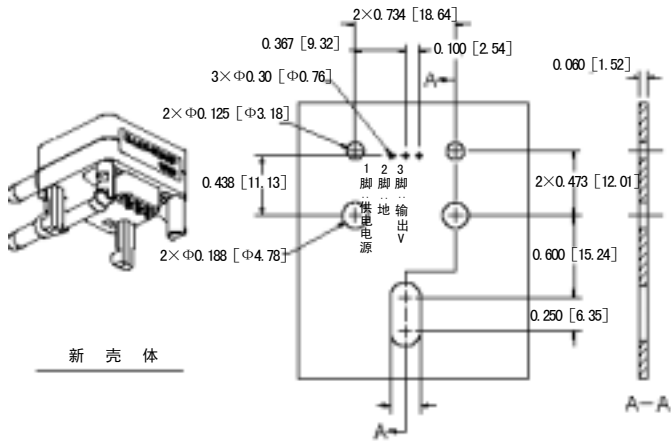 2×0.734 [18.64]
0.367 [9.32]
0.100 [2.54]
A
0.060 [1.52]
3×Φ0.30 [Φ0.76]
2×Φ0.125 [Φ3.18]
0.438 [11.13]
1脚:供电电源
2脚:地
3脚:输出V
2×0.473 [12.01]
2×Φ0.188 [Φ4.78]
0.600 [15.24]
0.250 [6.35]
新壳体
A
A-A